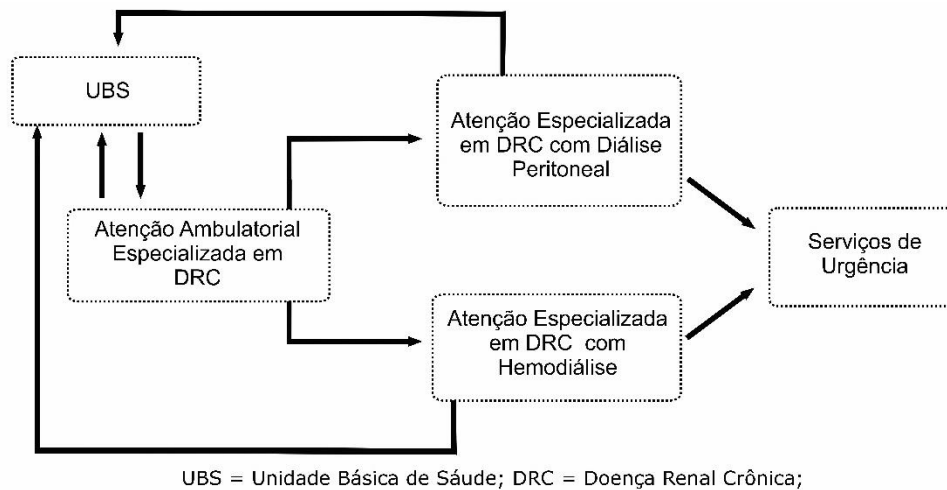 UBS
Atenção Especializada
em DRC com Diálise
Peritoneal
Atenção Ambulatorial
Especializada em
DRC
Serviços de
Urgência
Atenção Especializada
em DRC com
Hemodiálise
UBS = Unidade Básica de Sáude; DRC = Doença Renal Crônica;